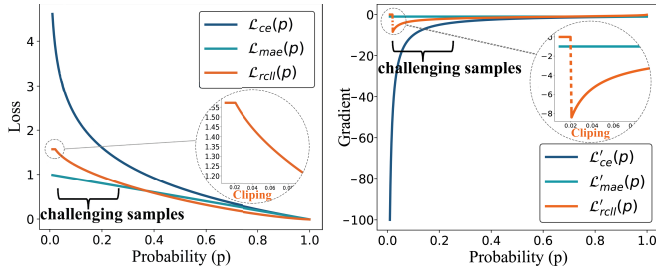 4
3
2
1
0
Loss
ℒce(p)
ℒmae(p)
ℒrcll(p)
1.55
1.50
1.45
1.40
1.35
1.30
1.25
1.20
0.02 0.04 0.06 0.08
Cliping
challenging samples
0.0 0.2 0.4 0.6 0.8 1.0
Probability (p)
0
−20
−40
−60
−80
−100
Gradient
challenging samples
0
−2
−4
−6
−8
0.02 0.04 0.06 0.08
Cliping
ℒ′ce(p)
ℒ′mae(p)
ℒ′rcll(p)
0.0 0.2 0.4 0.6 0.8 1.0
Probability (p)